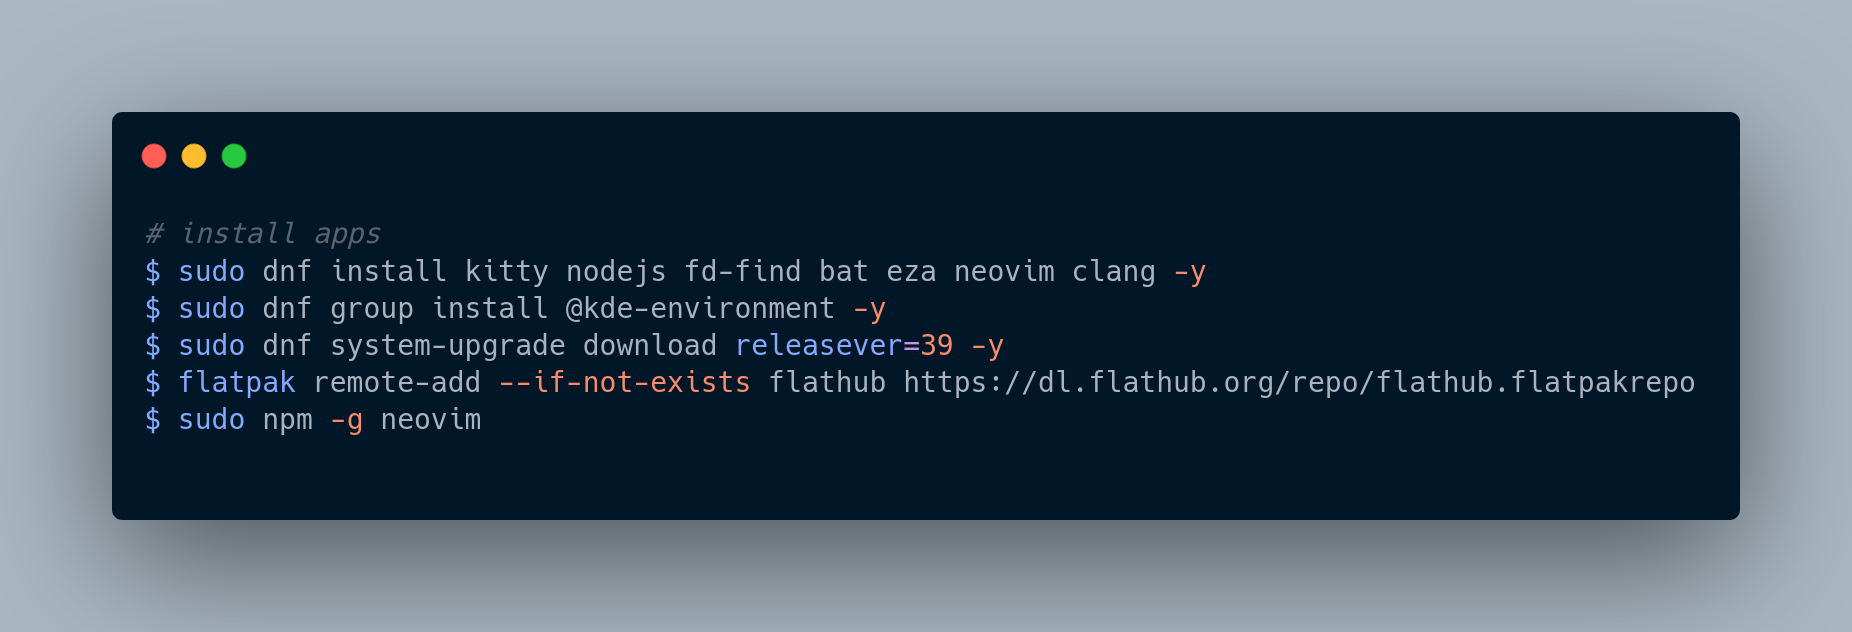 # install apps
$ sudo dnf install kitty nodejs fd-find bat eza neovim clang -y
$ sudo dnf group install @kde-environment -y
$ sudo dnf system-upgrade download releasever=39 -y
$ flatpak remote-add --if-not-exists flathub https://dl.flathub.org/repo/flathub.flatpakrepo
$ sudo npm -g neovim